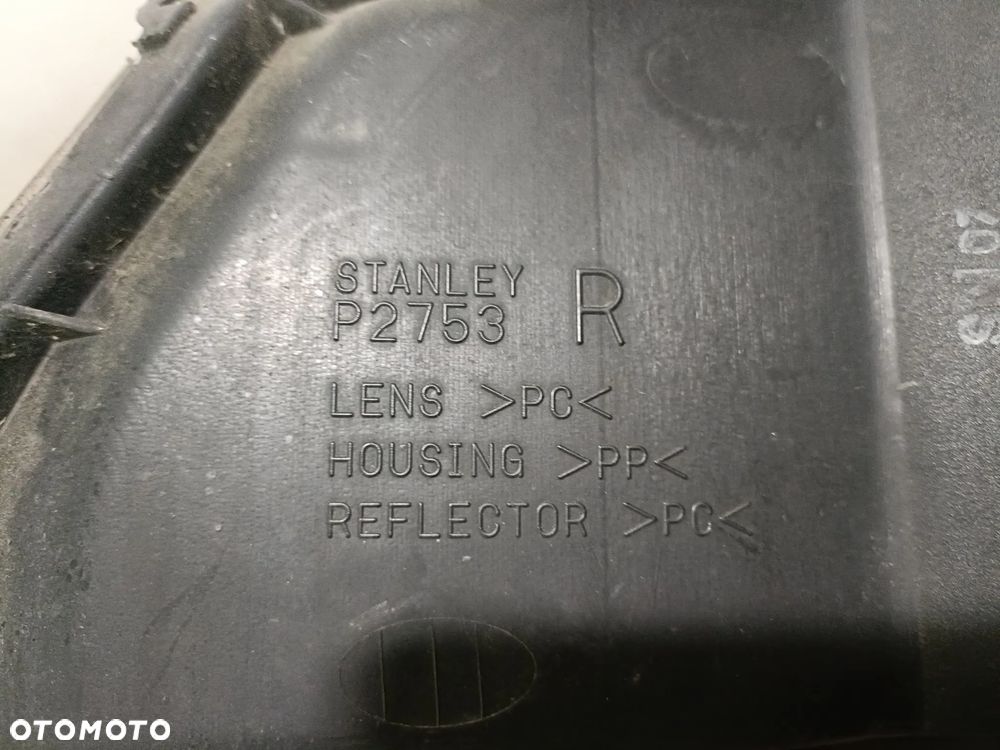 STANLEY
P2753 R
LENS >PC<
HOUSING >PP<
REFLECTOR >PC<
OTOMOTO